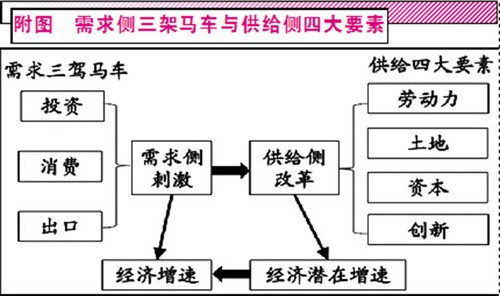 附图 需求侧三架马车与供给侧四大要素
需求三驾马车
供给四大要素
投资
消费
出口
需求侧
刺激
供给侧
改革
劳动力
土地
资本
创新
经济增速
经济潜在增速